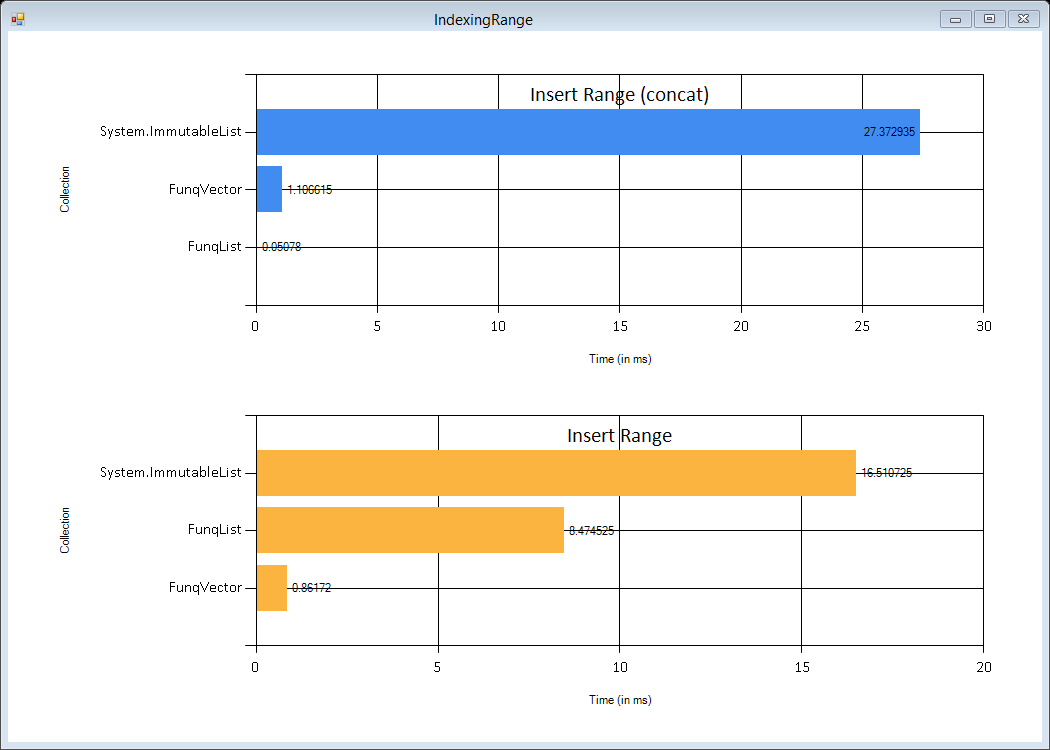 IndexingRange
Insert Range (concat)
System.ImmutableList
27.372935
FunqVector
1.106615
FunqList
0.05078
Collection
0 5 10 15 20 25 30
Time (in ms)
Insert Range
System.ImmutableList
16.510725
FunqList
8.474525
FunqVector
0.86172
Collection
0 5 10 15 20
Time (in ms)